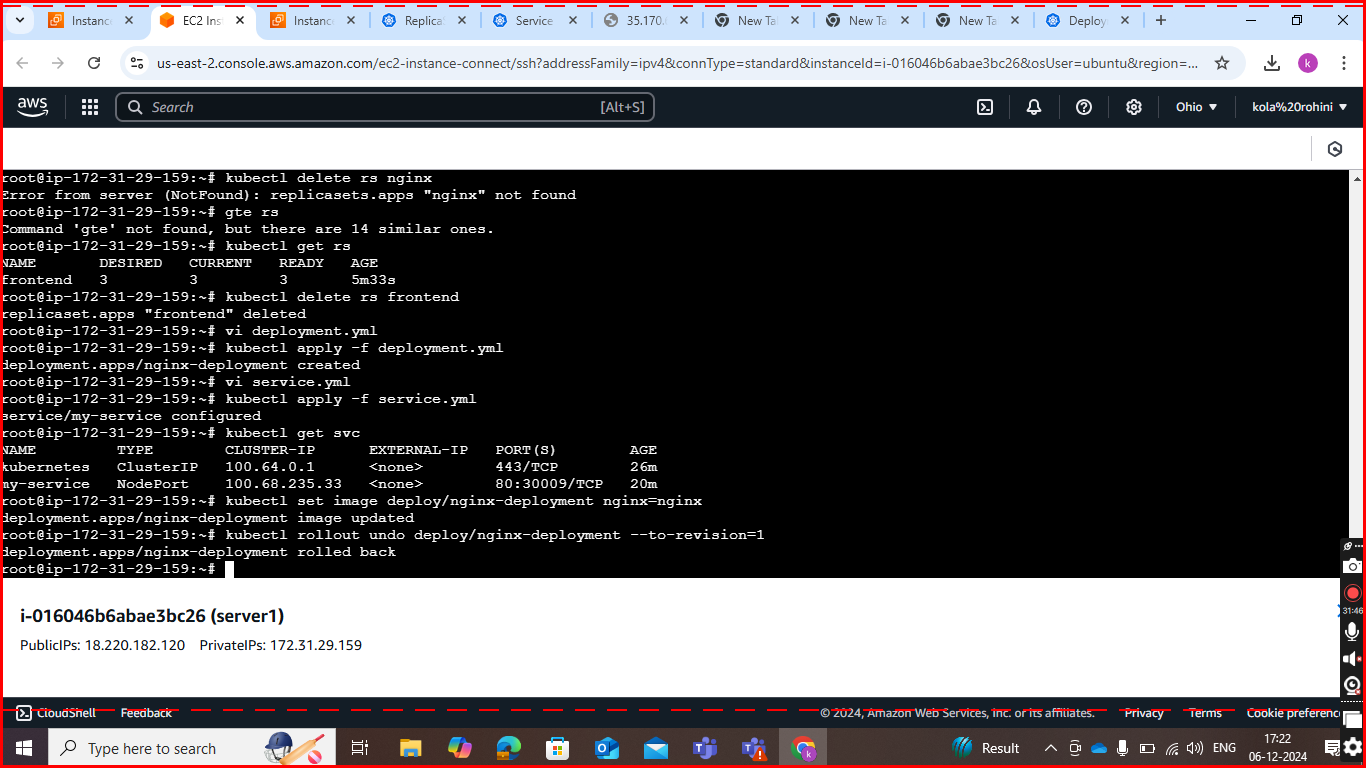 Instanc
EC2 Ins
Instanc
Replica
Service
35.170.
New Ta
New Ta
New Ta
Deploy
us-east-2.console.aws.amazon.com/ec2-instance-connect/ssh?addressFamily=ipv4&connType=standard&instanceId=i-016046b6abae3bc26&osUser=ubuntu&region=...
k
aws
Search
[Alt+S]
Ohio
kola%20rohini
root@ip-172-31-29-159:~# kubectl delete rs nginx
Error from server (NotFound): replicasets.apps "nginx" not found
root@ip-172-31-29-159:~# gte rs
Command 'gte' not found, but there are 14 similar ones.
root@ip-172-31-29-159:~# kubectl get rs
NAME DESIRED CURRENT READY AGE
frontend 3 3 3 5m33s
root@ip-172-31-29-159:~# kubectl delete rs frontend
replicaset.apps "frontend" deleted
root@ip-172-31-29-159:~# vi deployment.yml
root@ip-172-31-29-159:~# kubectl apply -f deployment.yml
deployment.apps/nginx-deployment created
root@ip-172-31-29-159:~# vi service.yml
root@ip-172-31-29-159:~# kubectl apply -f service.yml
service/my-service configured
root@ip-172-31-29-159:~# kubectl get svc
NAME TYPE CLUSTER-IP EXTERNAL-IP PORT(S) AGE
kubernetes ClusterIP 100.64.0.1 <none> 443/TCP 26m
my-service NodePort 100.68.235.33 <none> 80:30009/TCP 20m
root@ip-172-31-29-159:~# kubectl set image deploy/nginx-deployment nginx=nginx
deployment.apps/nginx-deployment image updated
root@ip-172-31-29-159:~# kubectl rollout undo deploy/nginx-deployment --to-revision=1
deployment.apps/nginx-deployment rolled back
root@ip-172-31-29-159:~#
i-016046b6abae3bc26 (server1)
PublicIPs: 18.220.182.120 PrivateIPs: 172.31.29.159
31:46
CloudShell
Feedback
© 2024, Amazon Web Services, Inc. or its affiliates.
Privacy
Terms
Cookie preference
Type here to search
Result
ENG
17:22
06-12-2024